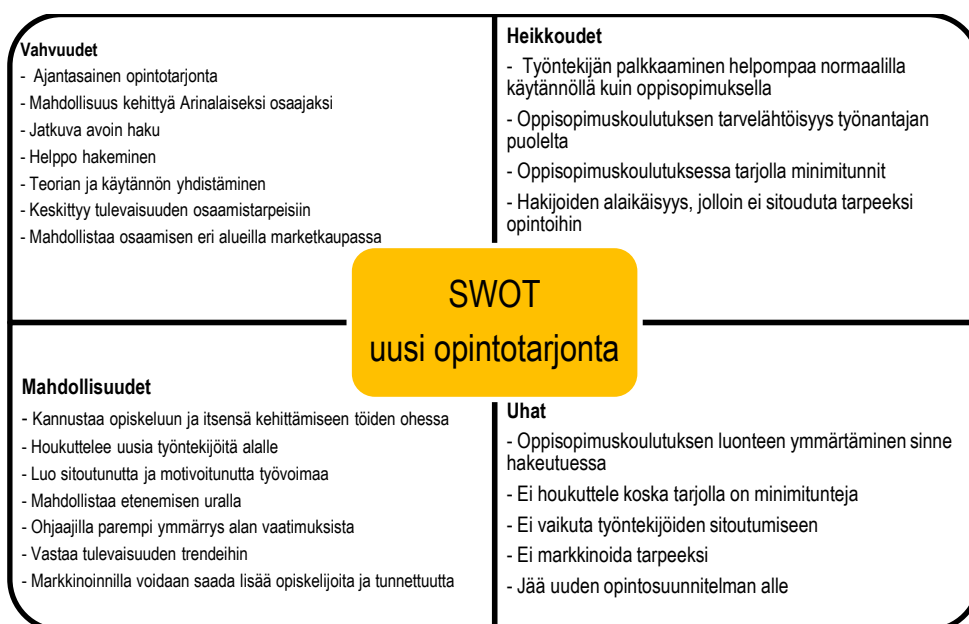 Vahvuudet
- Ajantasainen opintotarjonta
- Mahdollisuus kehittyä Arinalaiseksi osaajaksi
- Jatkuva avoin haku
- Helppo hakeminen
- Teorian ja käytännön yhdistäminen
- Keskittyy tulevaisuuden osaamistarpeisiin
- Mahdollistaa osaamisen eri alueilla marketkaupassa
Heikkoudet
- Työntekijän palkkaaminen helpompaa normaalilla
käytännöllä kuin oppisopimuksella
- Oppisopimuskoulutuksen tarvelähtöisyys työnantajan
puolelta
- Oppisopimuskoulutuksessa tarjolla minimitunnit
- Hakijoiden alaikäisyys, jolloin ei sitouduta tarpeeksi
opintoihin
SWOT
uusi opintotarjonta
Mahdollisuudet
- Kannustaa opiskeluun ja itsensä kehittämiseen töiden ohessa
- Houkuttelee uusia työntekijöitä alalle
- Luo sitoutunutta ja motivoitunutta työvoimaa
- Mahdollistaa etenemisen uralla
- Ohjaajilla parempi ymmärrys alan vaatimuksista
- Vastaa tulevaisuuden trendeihin
- Markkinoinnilla voidaan saada lisää opiskelijoita ja tunnettuutta
Uhat
- Oppisopimuskoulutuksen luonteen ymmärtäminen sinne
hakeutuessa
- Ei houkuttele koska tarjolla on minimitunteja
- Ei vaikuta työntekijöiden sitoutumiseen
- Ei markkinoida tarpeeksi
- Jää uuden opintosuunnitelman alle